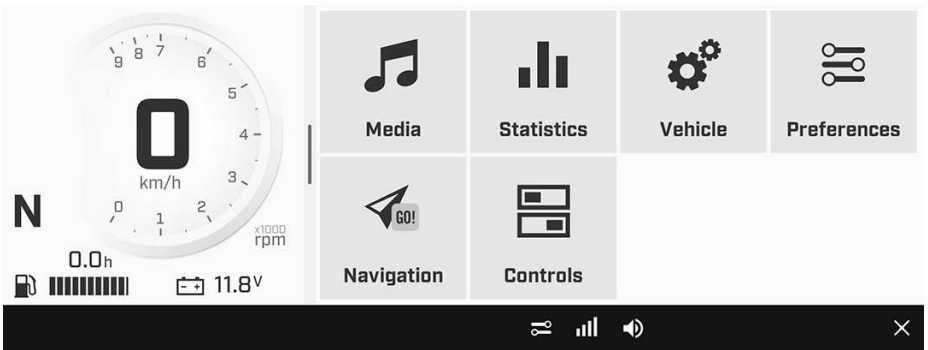 9 8 7 6
5
4
3
2
1
0
0
km/h
N
x1000
rpm
0.0h
11.8V
Media
Statistics
Vehicle
Preferences
GO!
Navigation
Controls